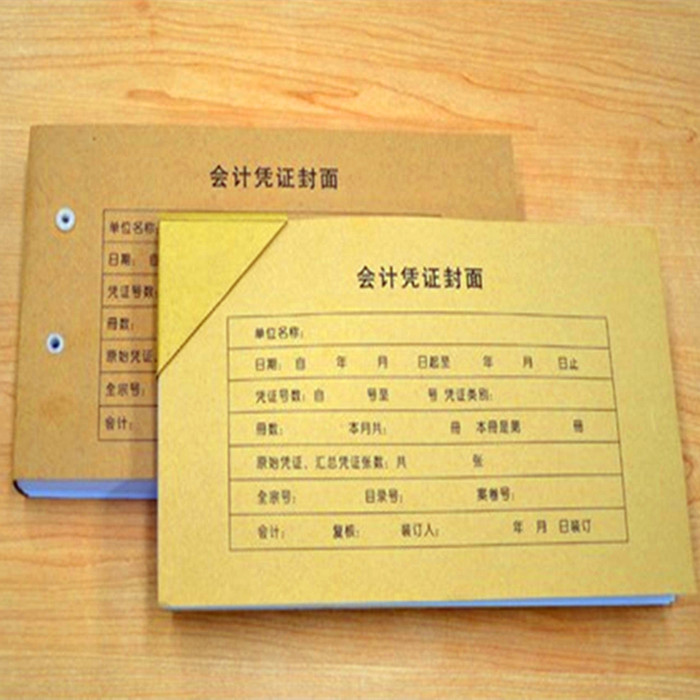 会计凭证封面
单位名称:
日期: 自
凭证号数:
册数:
原始凭证、
全宗号:
会计:
会计凭证封面
单位名称:
日期: 自 年 月 日起至 年 月 日止
凭证号数: 自 号至 号 凭证类别:
册数: 本月共: 册 本册是第 册
原始凭证、汇总凭证张数: 共 张
全宗号: 目录号: 案卷号:
会计: 复核: 装订人: 年 月 日装订